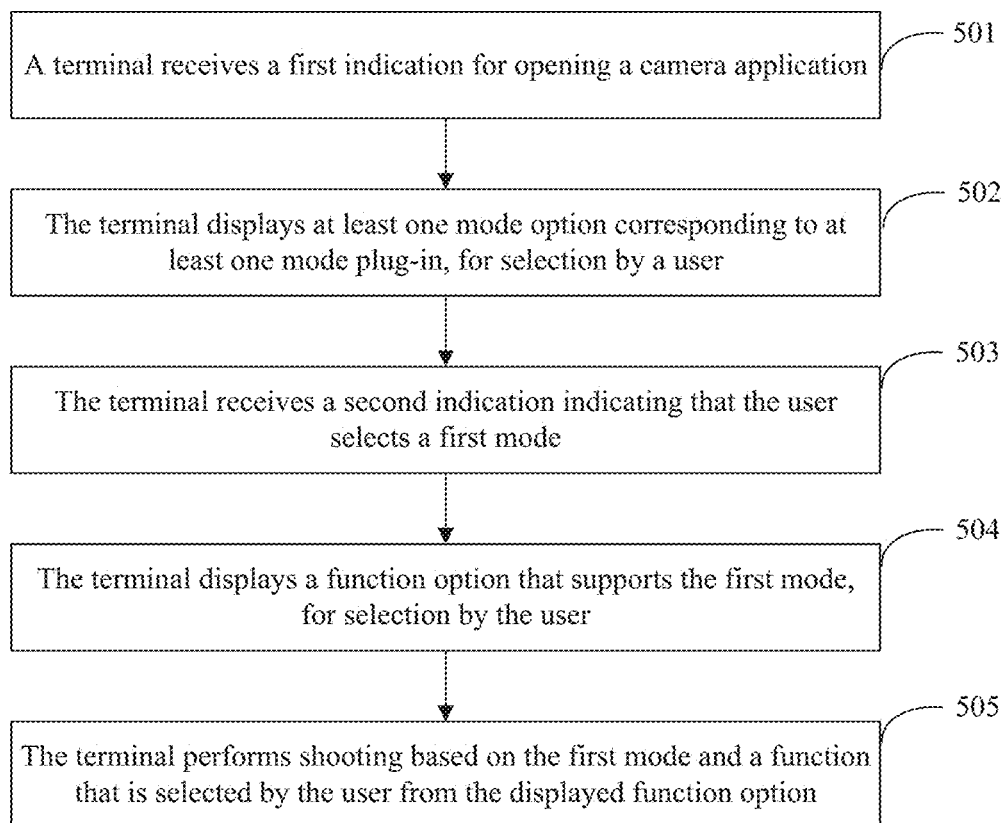 501
A terminal receives a first indication for opening a camera application
502
The terminal displays at least one mode option corresponding to at
least one mode plug-in, for selection by a user
503
The terminal receives a second indication indicating that the user
selects a first mode
504
The terminal displays a function option that supports the first mode,
for selection by the user
505
The terminal performs shooting based on the first mode and a function
that is selected by the user from the displayed function option